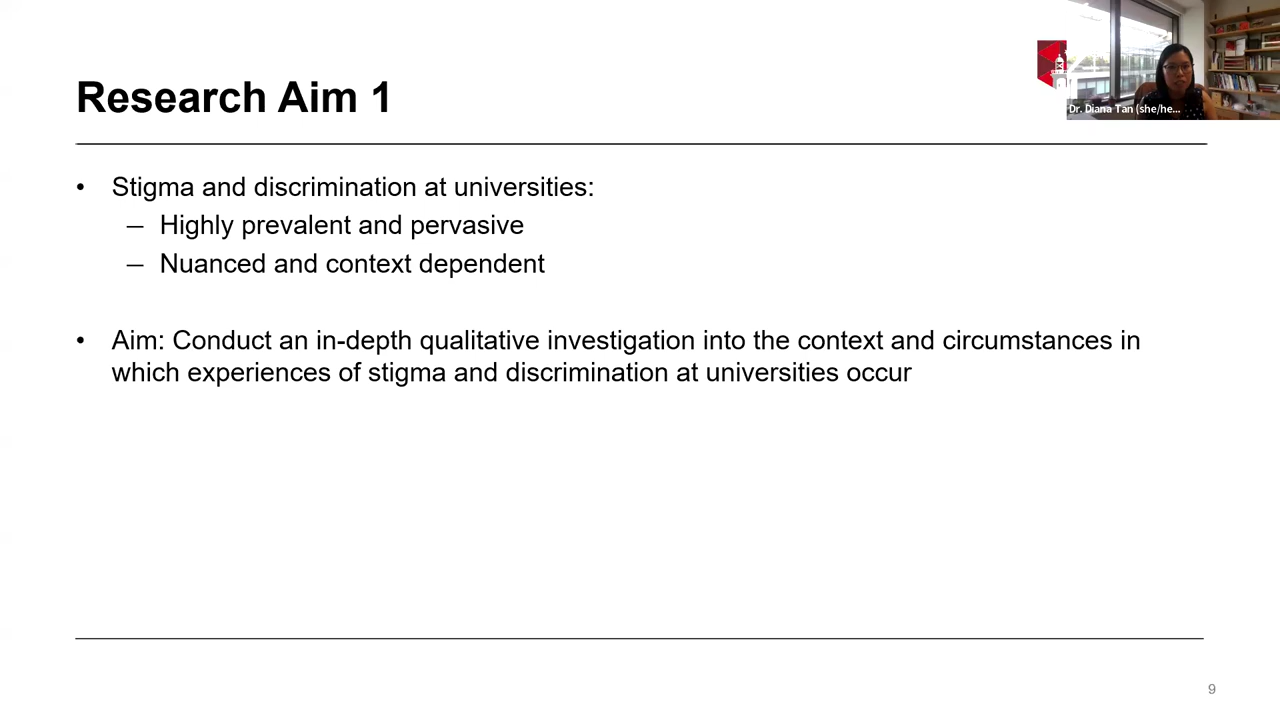 Research Aim 1
Dr. Diana Tan (she/he...
• Stigma and discrimination at universities:
– Highly prevalent and pervasive
– Nuanced and context dependent
• Aim: Conduct an in-depth qualitative investigation into the context and circumstances in
which experiences of stigma and discrimination at universities occur
9